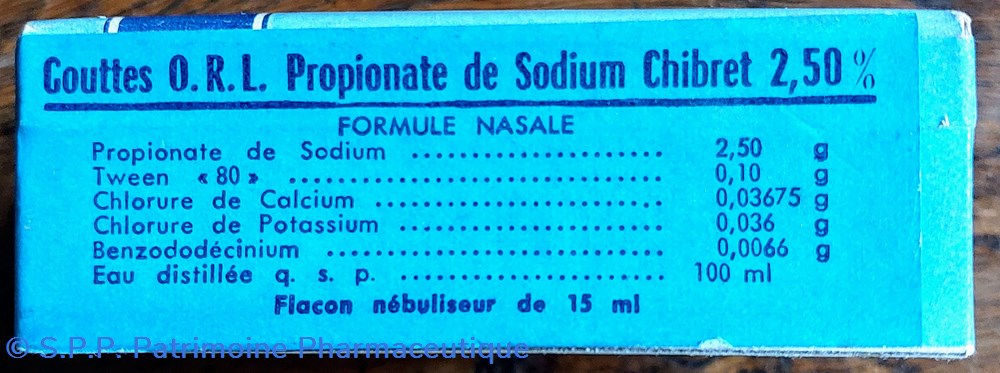 Gouttes O.R.L. Propionate de Sodium Chibret 2,50 %
FORMULE NASALE
Propionate de Sodium ........................ 2,50 g
Tween « 80 » ................................... 0,10 g
Chlorure de Calcium ........................... 0,03675 g
Chlorure de Potassium ......................... 0,036 g
Benzododécinium ................................ 0,0066 g
Eau distillée q. s. p. ........................ 100 ml
Flacon nébuliseur de 15 ml
© S.P.P. Patrimoine Pharmaceutique